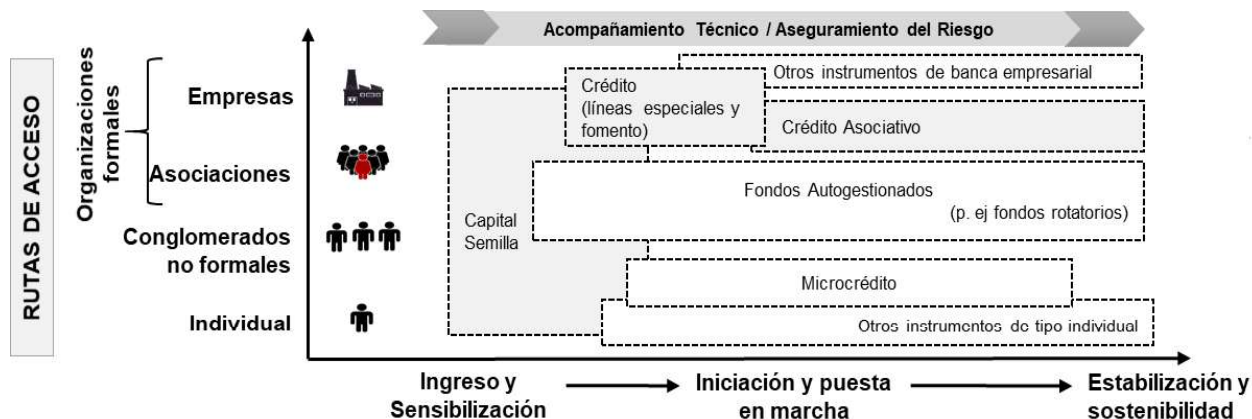 Acompañamiento Técnico / Aseguramiento del Riesgo
RUTAS DE ACCESO
Organizaciones
formales
Empresas
Asociaciones
Conglomerados
no formales
Individual
Otros instrumentos de banca empresarial
Crédito
(líneas especiales y
fomento)
Crédito Asociativo
Fondos Autogestionados
(p. ej fondos rotatorios)
Capital
Semilla
Microcrédito
Otros instrumentos de tipo individual
Ingreso y
Sensibilización
Iniciación y puesta
en marcha
Estabilización y
sostenibilidad